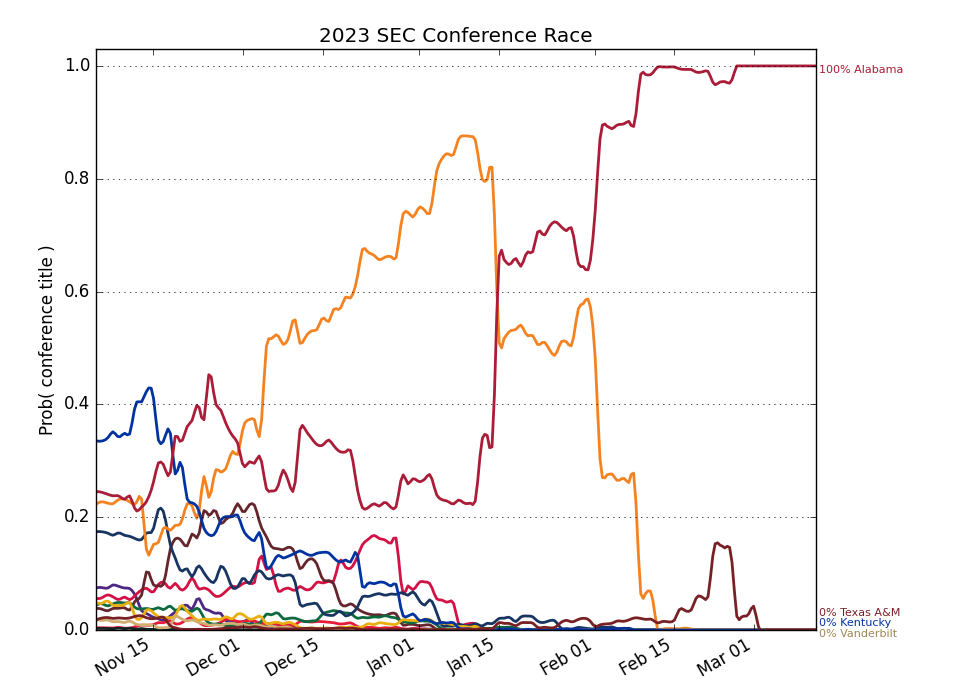 2023 SEC Conference Race
1.0
100% Alabama
0.8
0.6
0.4
0.2
0.0
Prob( conference title )
0% Texas A&M
0% Kentucky
0% Vanderbilt
Nov 15
Dec 01
Dec 15
Jan 01
Jan 15
Feb 01
Feb 15
Mar 01